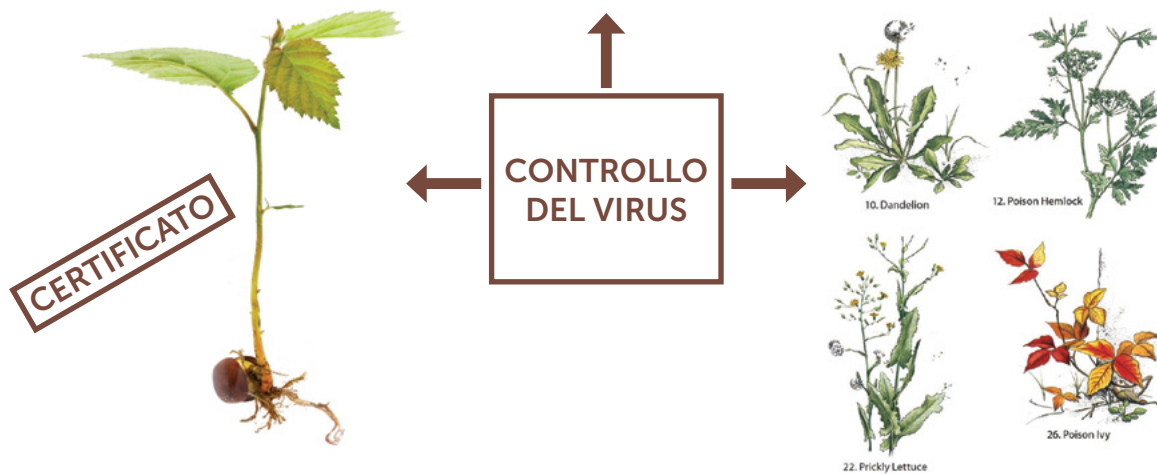 CERTIFICATO
CONTROLLO
DEL VIRUS
10. Dandelion
12. Poison Hemlock
22. Prickly Lettuce
26. Poison Ivy